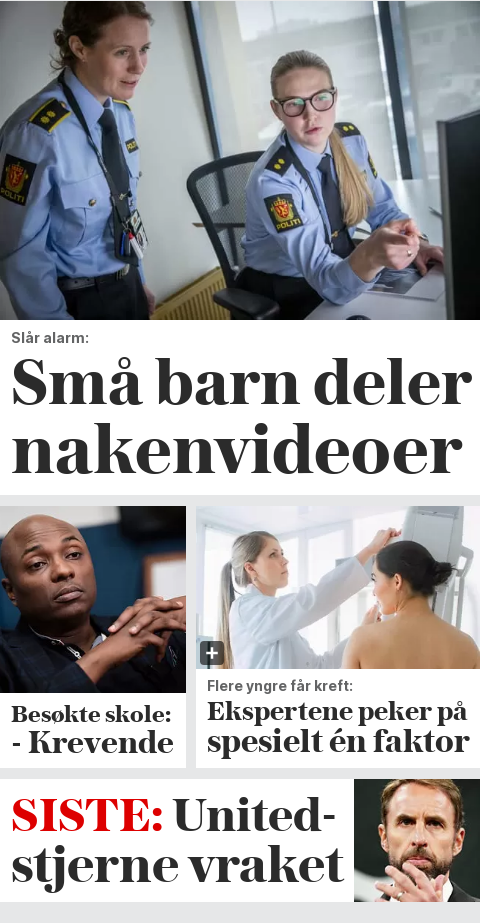 POLITI
POLITI
Slår alarm:
Små barn deler
nakenvideoer
Besøkte skole:
- Krevende
Flere yngre får kreft:
Ekspertene peker på
spesielt én faktor
SISTE: United-
stjerne vraket